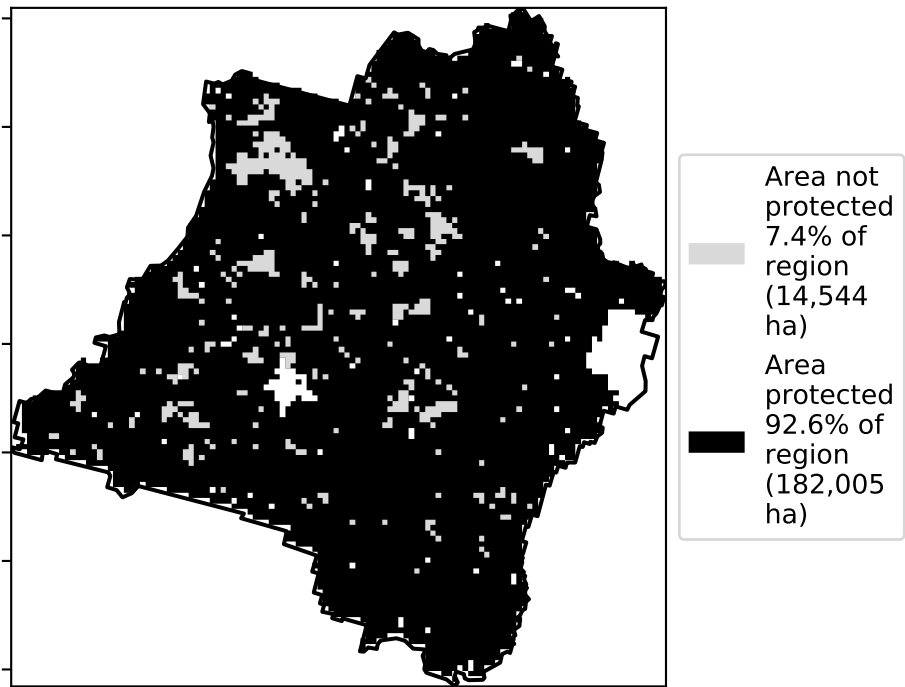 Area not
protected
7.4% of
region
(14,544
ha)
Area
protected
92.6% of
region
(182,005
ha)